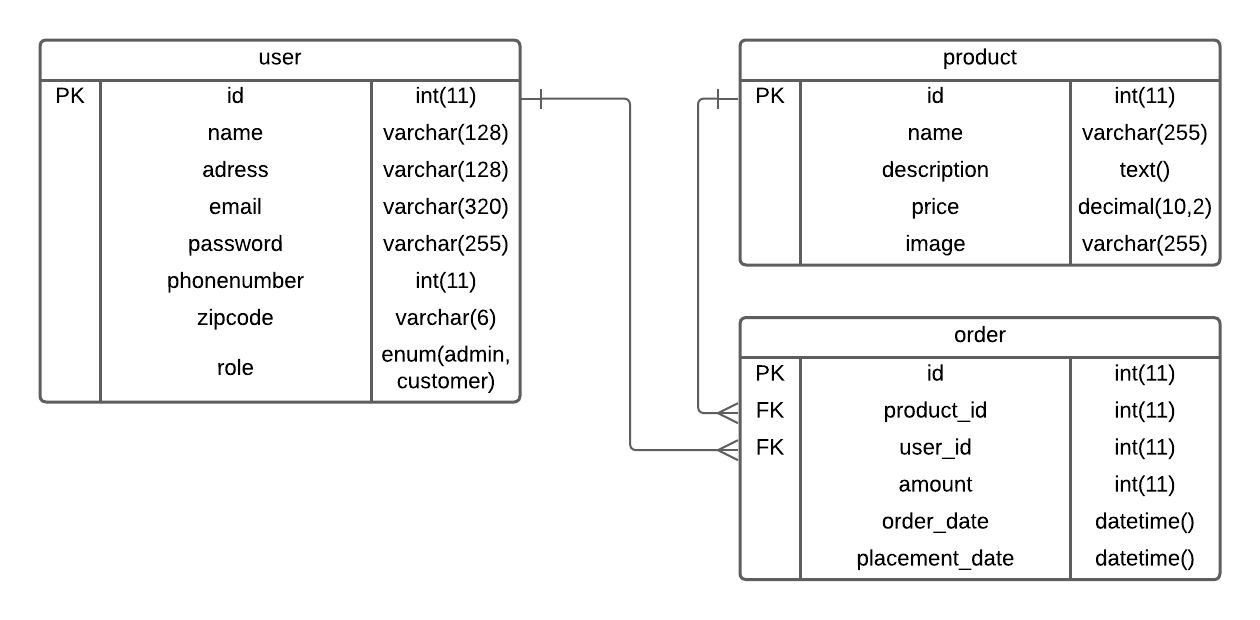 user
PK id int(11)
name varchar(128)
adress varchar(128)
email varchar(320)
password varchar(255)
phonenumber int(11)
zipcode varchar(6)
role enum(admin,
customer)
product
PK id int(11)
name varchar(255)
description text()
price decimal(10,2)
image varchar(255)
order
PK id int(11)
FK product_id int(11)
FK user_id int(11)
amount int(11)
order_date datetime()
placement_date datetime()